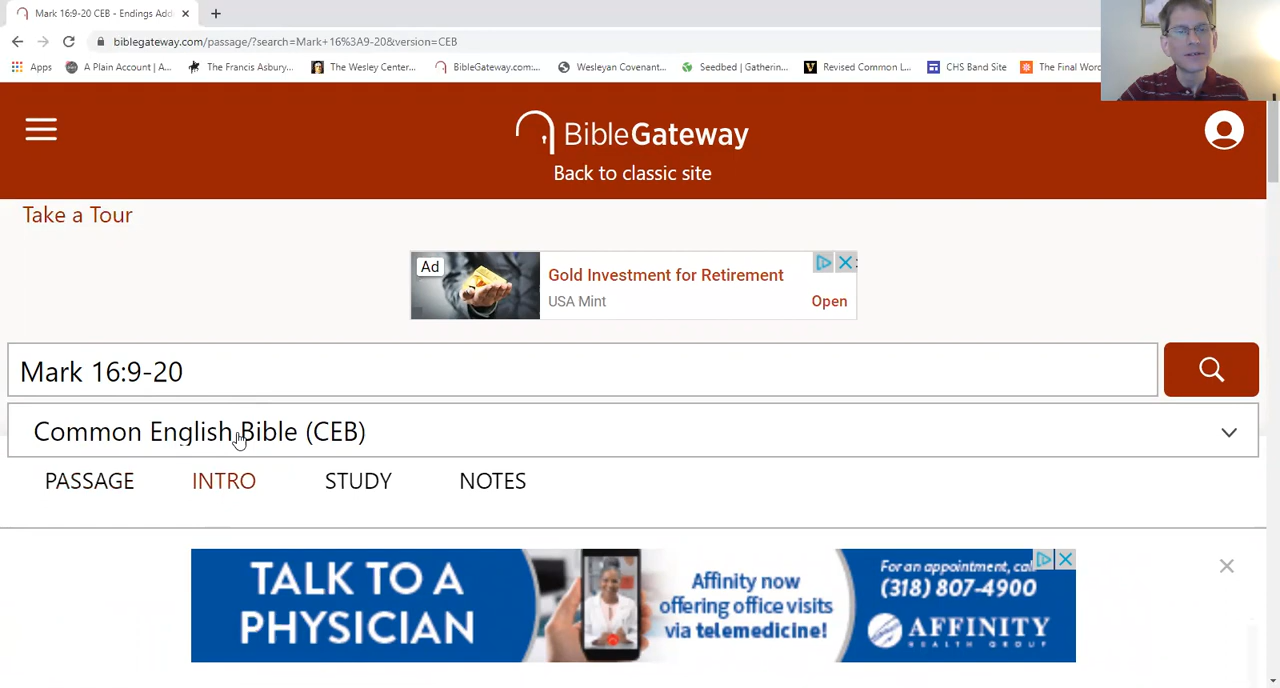 Mark 16:9-20 CEB - Endings Add
biblegateway.com/passage/?search=Mark+16%3A9-20&version=CEB
Apps A Plain Account | A... The Francis Asbury... The Wesley Center... BibleGateway.com:... Wesleyan Covenant... Seedbed | Gatherin... Revised Common L... CHS Band Site The Final Word
BibleGateway
Back to classic site
Take a Tour
Ad
Gold Investment for Retirement
USA Mint
Open
Mark 16:9-20
Common English Bible (CEB)
PASSAGE INTRO STUDY NOTES
TALK TO A
PHYSICIAN
Affinity now
offering office visits
via telemedicine!
For an appointment, call
(318) 807-4900
AFFINITY
HEALTH GROUP